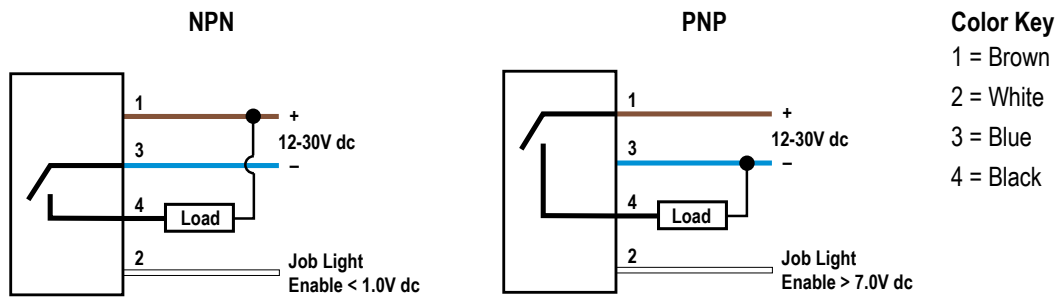 NPN
1
+
12-30V dc
3
–
4
Load
2
Job Light
Enable < 1.0V dc
PNP
1
+
12-30V dc
3
–
4
Load
2
Job Light
Enable > 7.0V dc
Color Key
1 = Brown
2 = White
3 = Blue
4 = Black